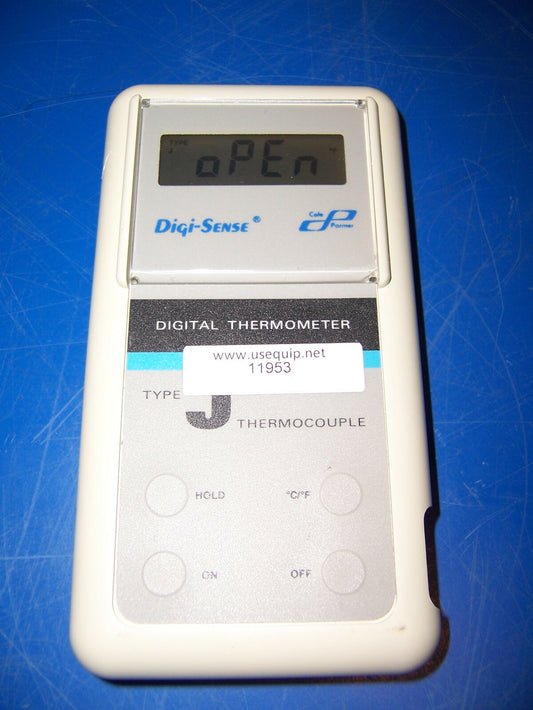 TYPE
J
oPEn
°F
Digi-Sense®
Cole Parmer
DIGITAL THERMOMETER
www.usequip.net
11953
TYPE J THERMOCOUPLE
HOLD °C/°F
ON OFF